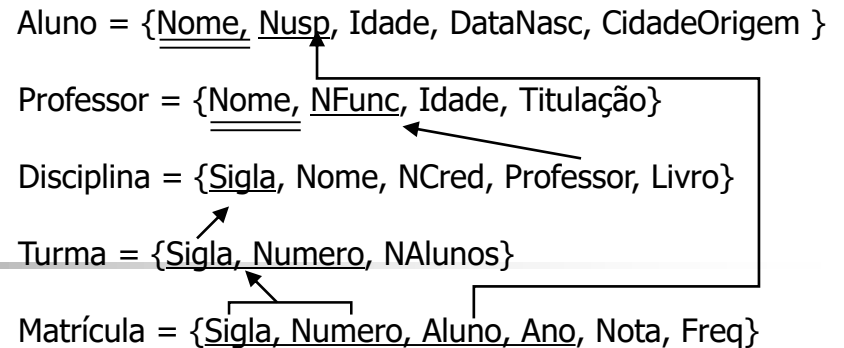 Aluno = {Nome, Nusp, Idade, DataNasc, CidadeOrigem }
Professor = {Nome, NFunc, Idade, Titulação}
Disciplina = {Sigla, Nome, NCred, Professor, Livro}
Turma = {Sigla, Numero, NAlunos}
Matrícula = {Sigla, Numero, Aluno, Ano, Nota, Freq}